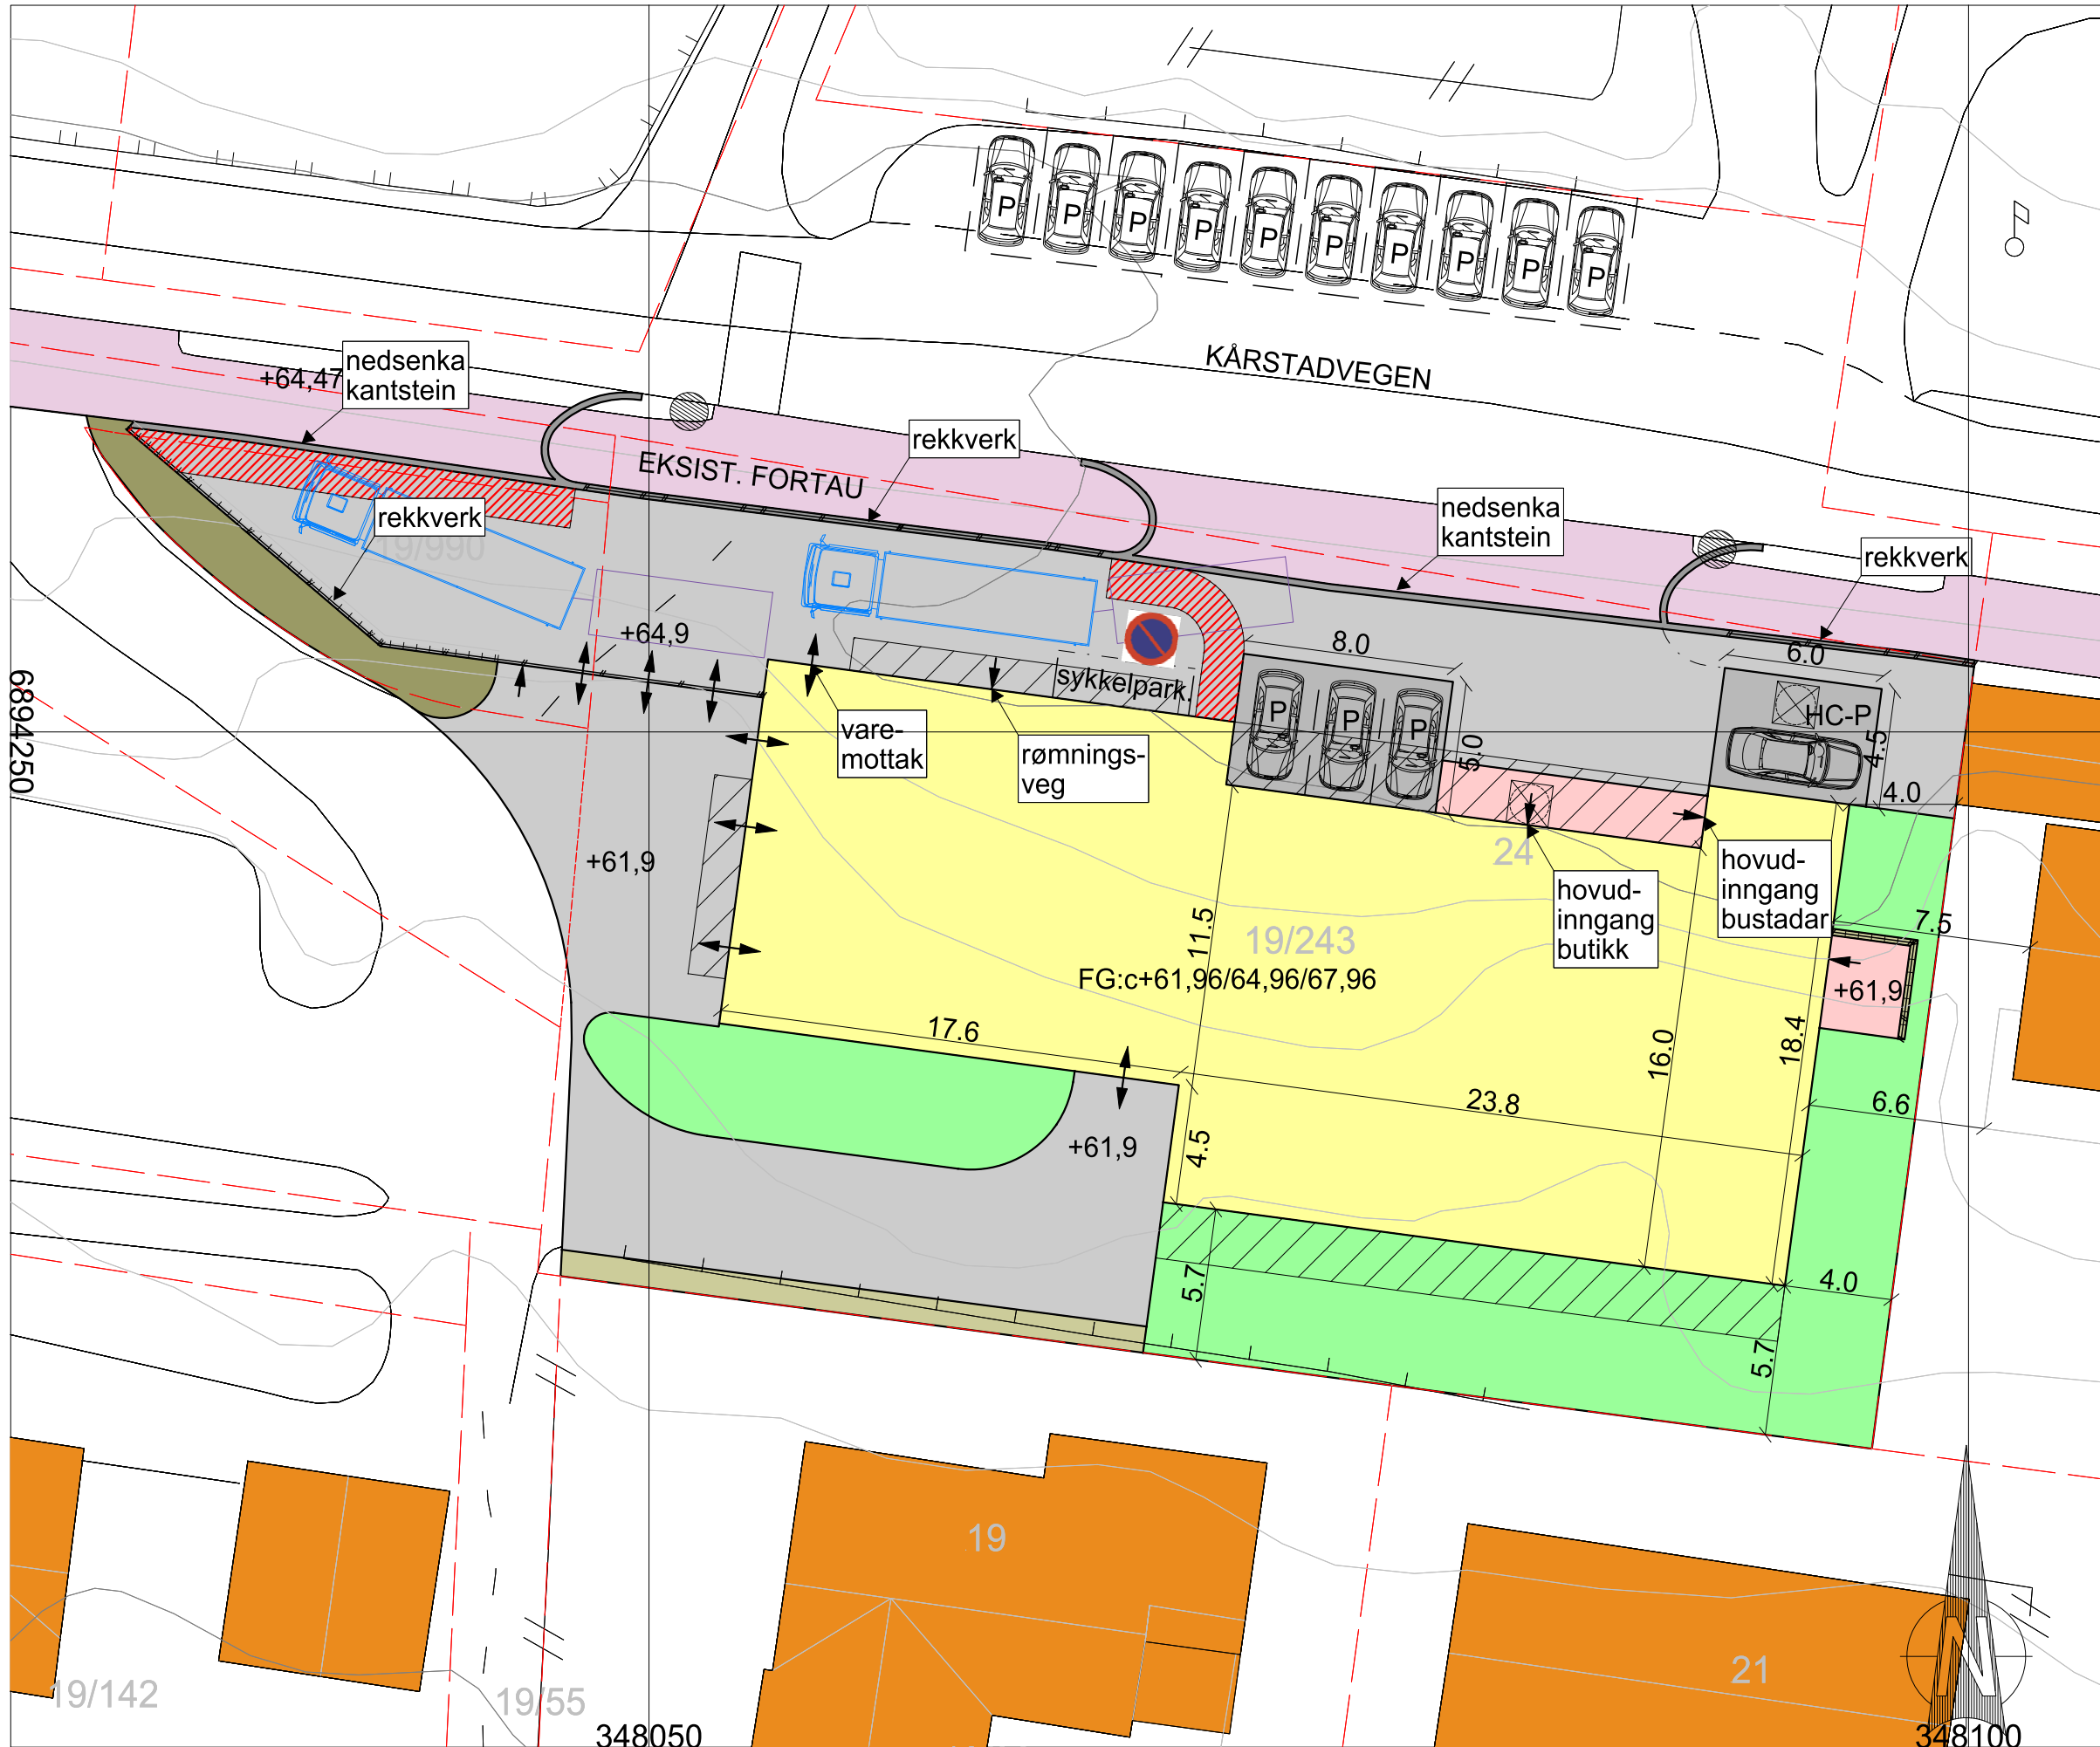 P
P
P
P
P
P
P
P
P
P
KÅRSTADVEGEN
nedsenka
kantstein
+64,47
rekkverk
EKSIST. FORTAU
nedsenka
kantstein
rekkverk
rekkverk
19/990
+64,9
8.0
6.0
sykkelpark.
P
P
P
HC-P
5.0
4.5
4.0
6894250
vare-
mottak
rømnings-
veg
+61,9
24
hovud-
inngang
butikk
hovud-
inngang
bustadar
7.5
11.5
19/243
FG:c+61,96/64,96/67,96
+61,9
17.6
16.0
18.4
23.8
6.6
+61,9
4.5
5.7
4.0
5.7
19
21
19/142
19/55
N
348050
348100